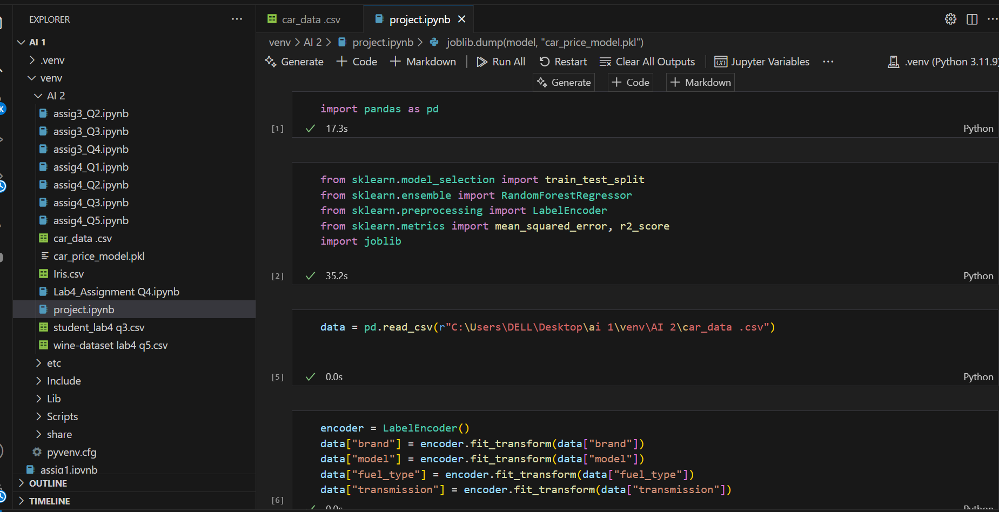 EXPLORER
AI 1
.venv
venv
AI 2
assig3_Q2.ipynb
assig3_Q3.ipynb
assig3_Q4.ipynb
assig4_Q1.ipynb
assig4_Q2.ipynb
assig4_Q3.ipynb
assig4_Q5.ipynb
car_data .csv
car_price_model.pkl
Iris.csv
Lab4_Assignment Q4.ipynb
project.ipynb
student_lab4 q3.csv
wine-dataset lab4 q5.csv
etc
Include
Lib
Scripts
share
pyvenv.cfg
assig1.ipynb
OUTLINE
TIMELINE
car_data .csv project.ipynb
venv > AI 2 > project.ipynb > joblib.dump(model, "car_price_model.pkl")
Generate + Code + Markdown Run All Restart Clear All Outputs Jupyter Variables ... .venv (Python 3.11.9)
Generate + Code + Markdown
import pandas as pd
[1] 17.3s Python
from sklearn.model_selection import train_test_split
from sklearn.ensemble import RandomForestRegressor
from sklearn.preprocessing import LabelEncoder
from sklearn.metrics import mean_squared_error, r2_score
import joblib
[2] 35.2s Python
data = pd.read_csv(r"C:\Users\DELL\Desktop\ai 1\venv\AI 2\car_data .csv")
[5] 0.0s Python
encoder = LabelEncoder()
data["brand"] = encoder.fit_transform(data["brand"])
data["model"] = encoder.fit_transform(data["model"])
data["fuel_type"] = encoder.fit_transform(data["fuel_type"])
data["transmission"] = encoder.fit_transform(data["transmission"])
[6] 0.0s Python